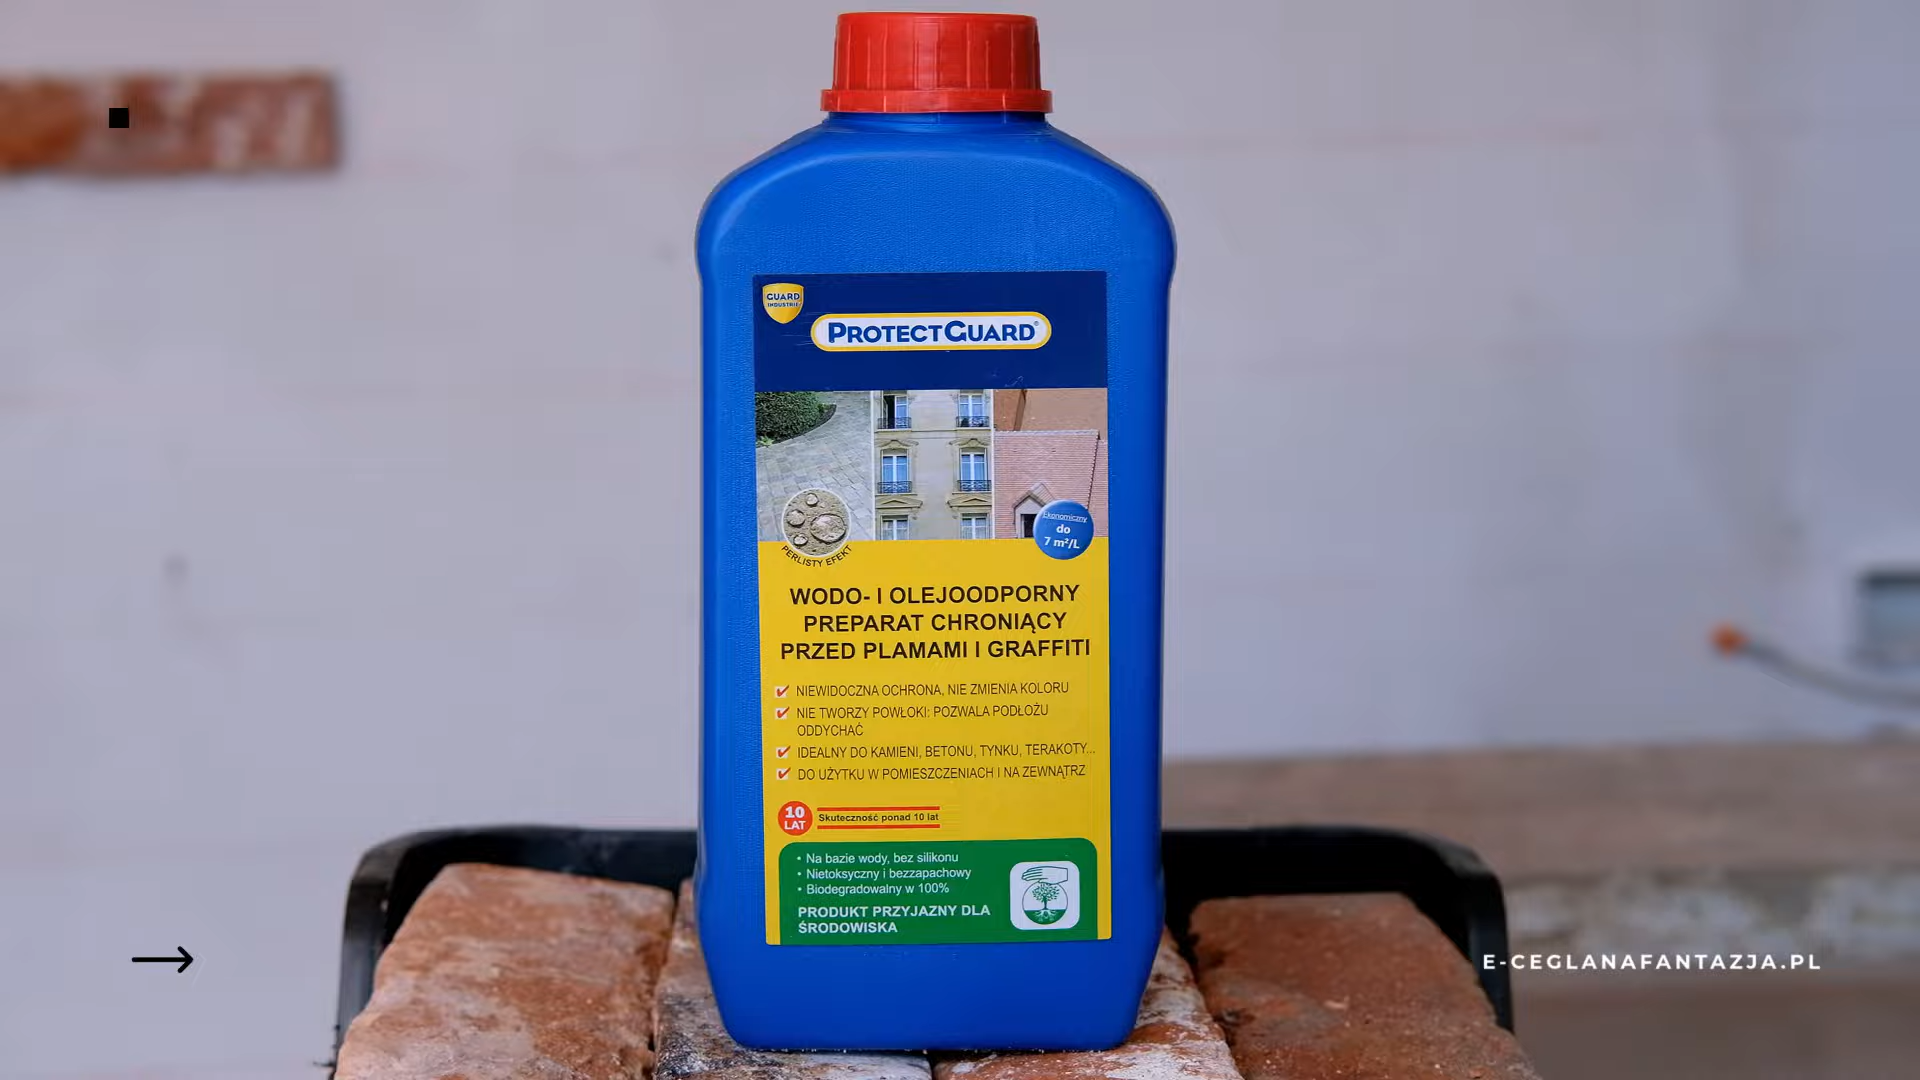 GUARD
INDUSTRIE
PROTECTGUARD®
Ekonomiczny
do
7 m²/L
PERLISTY EFEKT
WODO- I OLEJOODPORNY
PREPARAT CHRONIĄCY
PRZED PLAMAMI I GRAFFITI
NIEWIDOCZNA OCHRONA, NIE ZMIENIA KOLORU
NIE TWORZY POWŁOKI: POZWALA PODŁOŻU
ODDYCHAĆ
IDEALNY DO KAMIENI, BETONU, TYNKU, TERAKOTY...
DO UŻYTKU W POMIESZCZENIACH I NA ZEWNĄTRZ
10
LAT
Skuteczność ponad 10 lat
• Na bazie wody, bez silikonu
• Nietoksyczny i bezzapachowy
• Biodegradowalny w 100%
PRODUKT PRZYJAZNY DLA
ŚRODOWISKA
E-CEGLANAFANTAZJA.PL